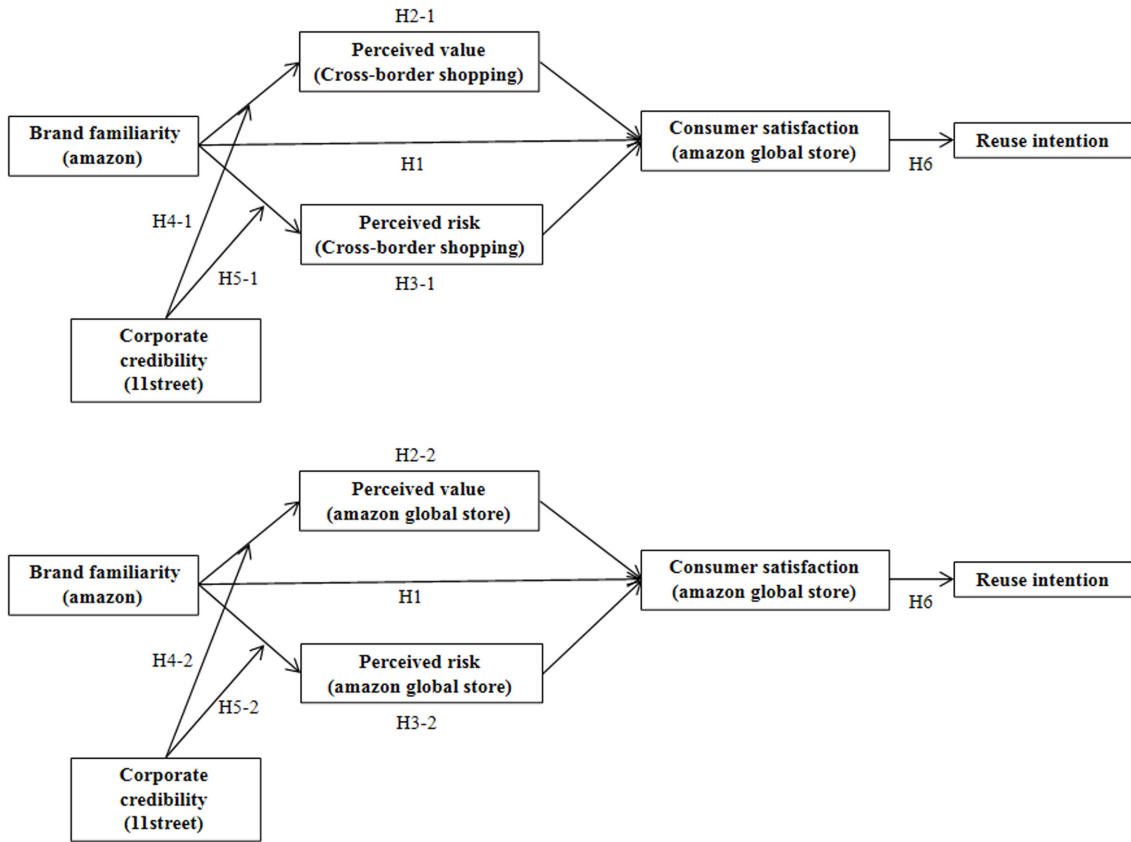 H2-1
Perceived value
(Cross-border shopping)
Brand familiarity
(amazon)
Consumer satisfaction
(amazon global store)
Reuse intention
H1
H6
H4-1
Perceived risk
(Cross-border shopping)
H5-1
H3-1
Corporate
credibility
(11street)
H2-2
Perceived value
(amazon global store)
Brand familiarity
(amazon)
Consumer satisfaction
(amazon global store)
Reuse intention
H1
H6
H4-2
Perceived risk
(amazon global store)
H5-2
H3-2
Corporate
credibility
(11street)